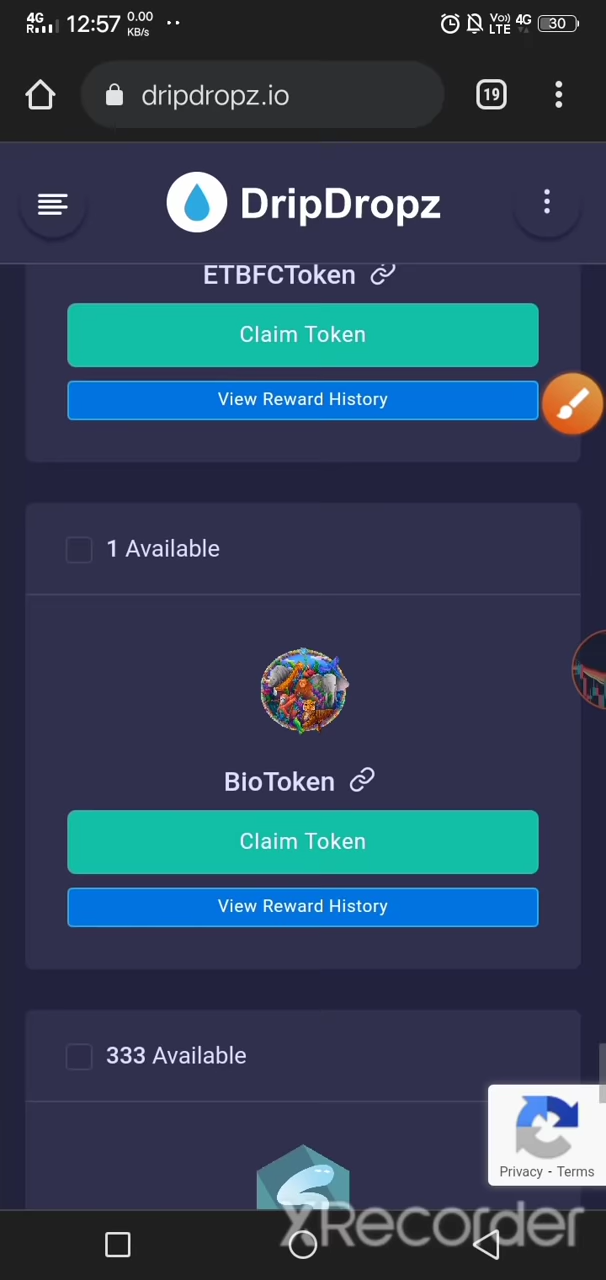 4G
R 12:57 0.00
KB/s
Vo)) 4G
LTE 30
dripdropz.io 19
DripDropz
ETBFCToken
Claim Token
View Reward History
1 Available
BioToken
Claim Token
View Reward History
333 Available
Privacy - Terms
XRecorder